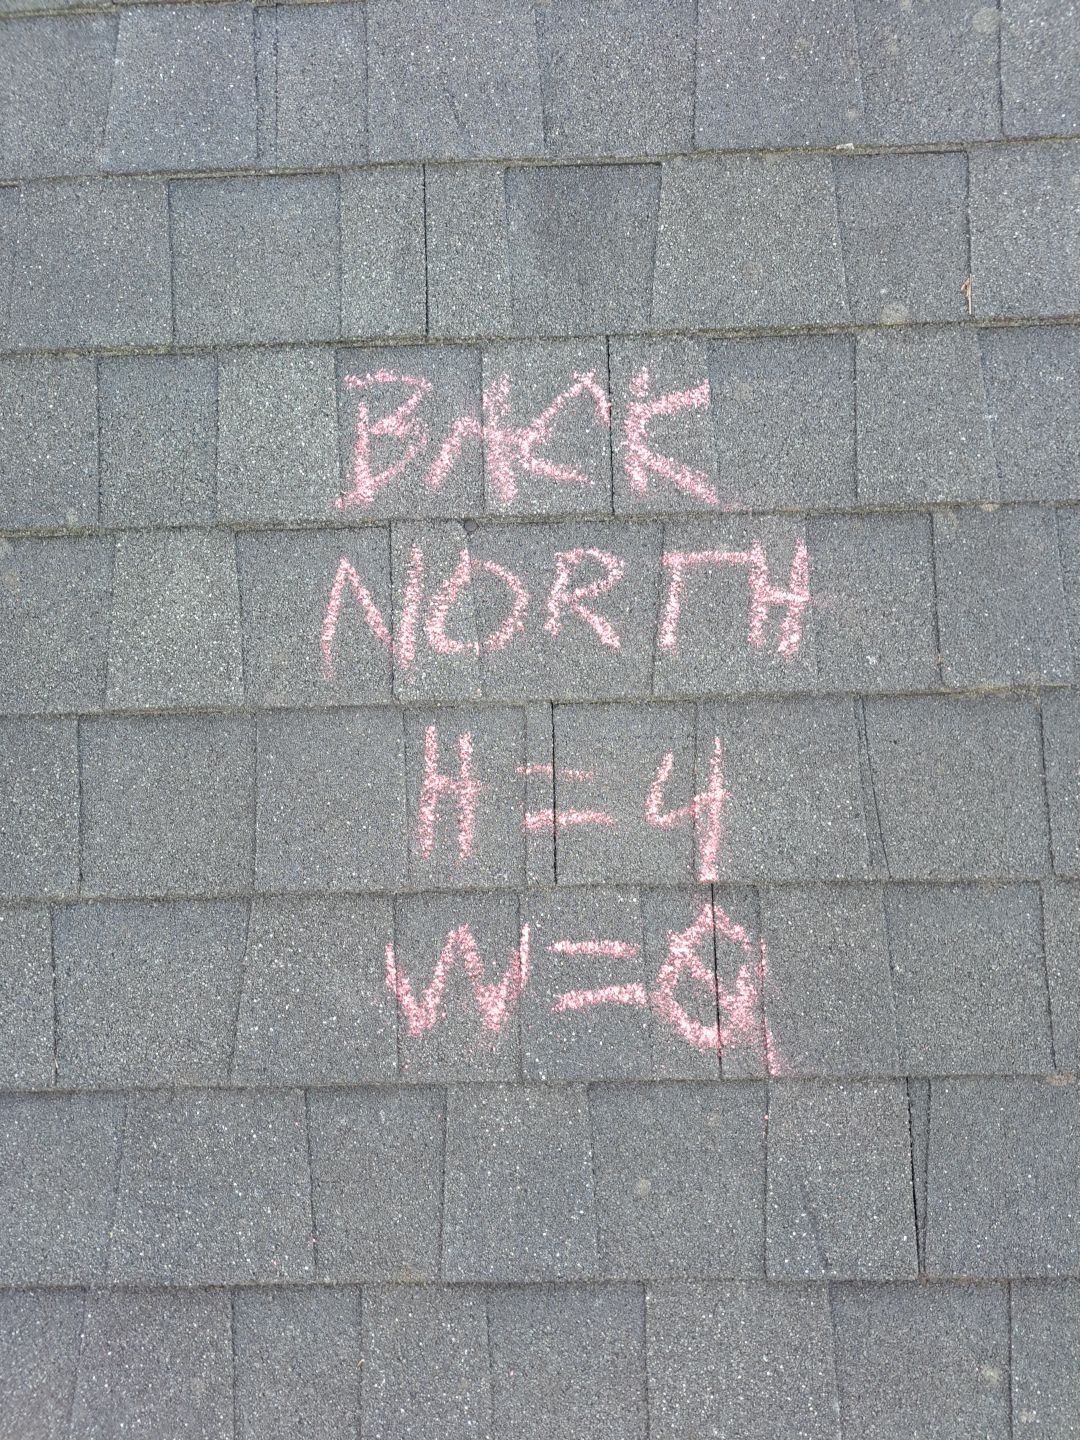 BACK
NORTH
H = 4
W =